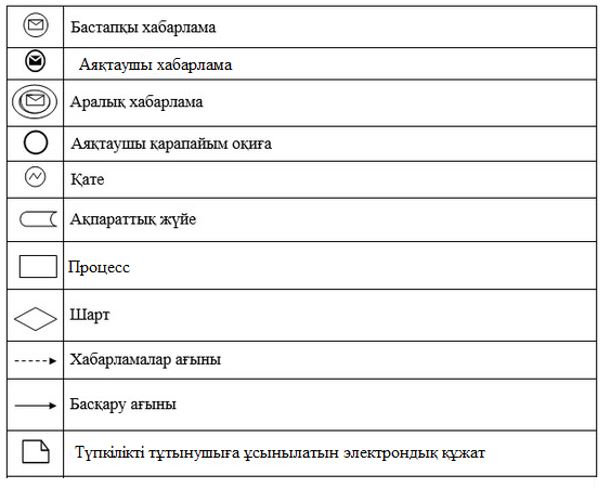 Бастапқы хабарлама
Аяқтаушы хабарлама
Аралық хабарлама
Аяқтаушы қарапайым оқиға
Қате
Ақпараттық жүйе
Процесс
Шарт
Хабарламалар ағыны
Басқару ағыны
Түпкілікті тұтынушыға ұсынылатын электрондық құжат